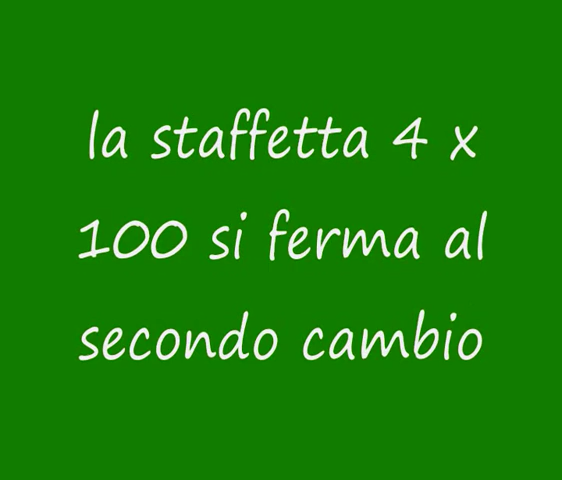 la staffetta 4 x
100 si ferma al
secondo cambio